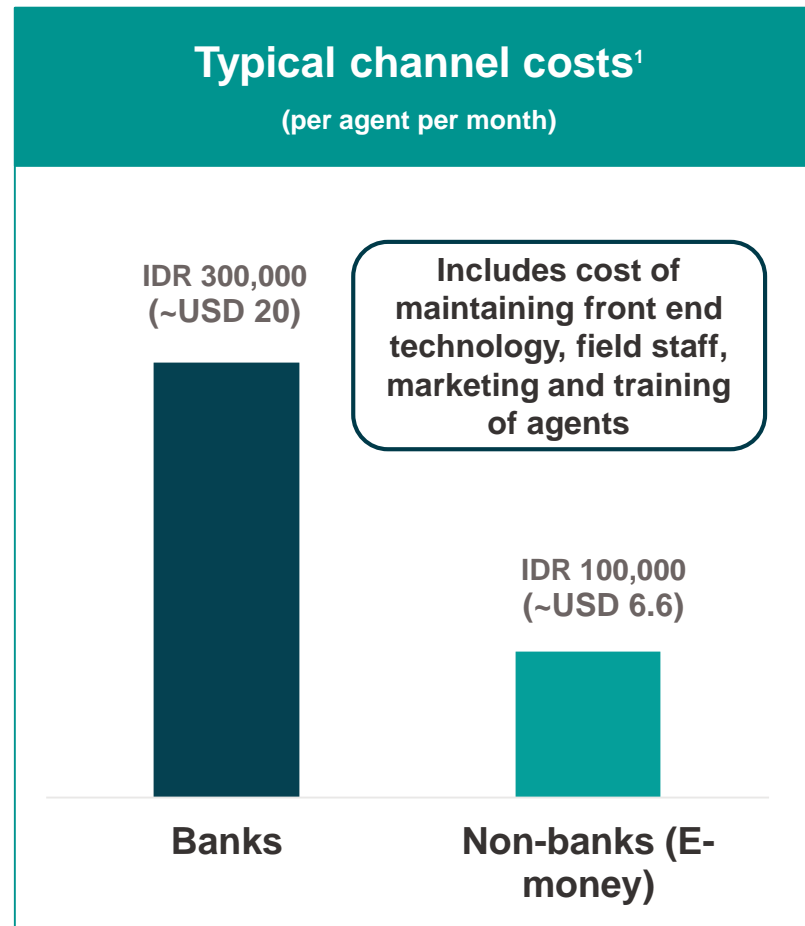 Typical channel costs¹
(per agent per month)
IDR 300,000
(~USD 20)
Includes cost of
maintaining front end
technology, field staff,
marketing and training
of agents
IDR 100,000
(~USD 6.6)
Banks
Non-banks (E-
money)